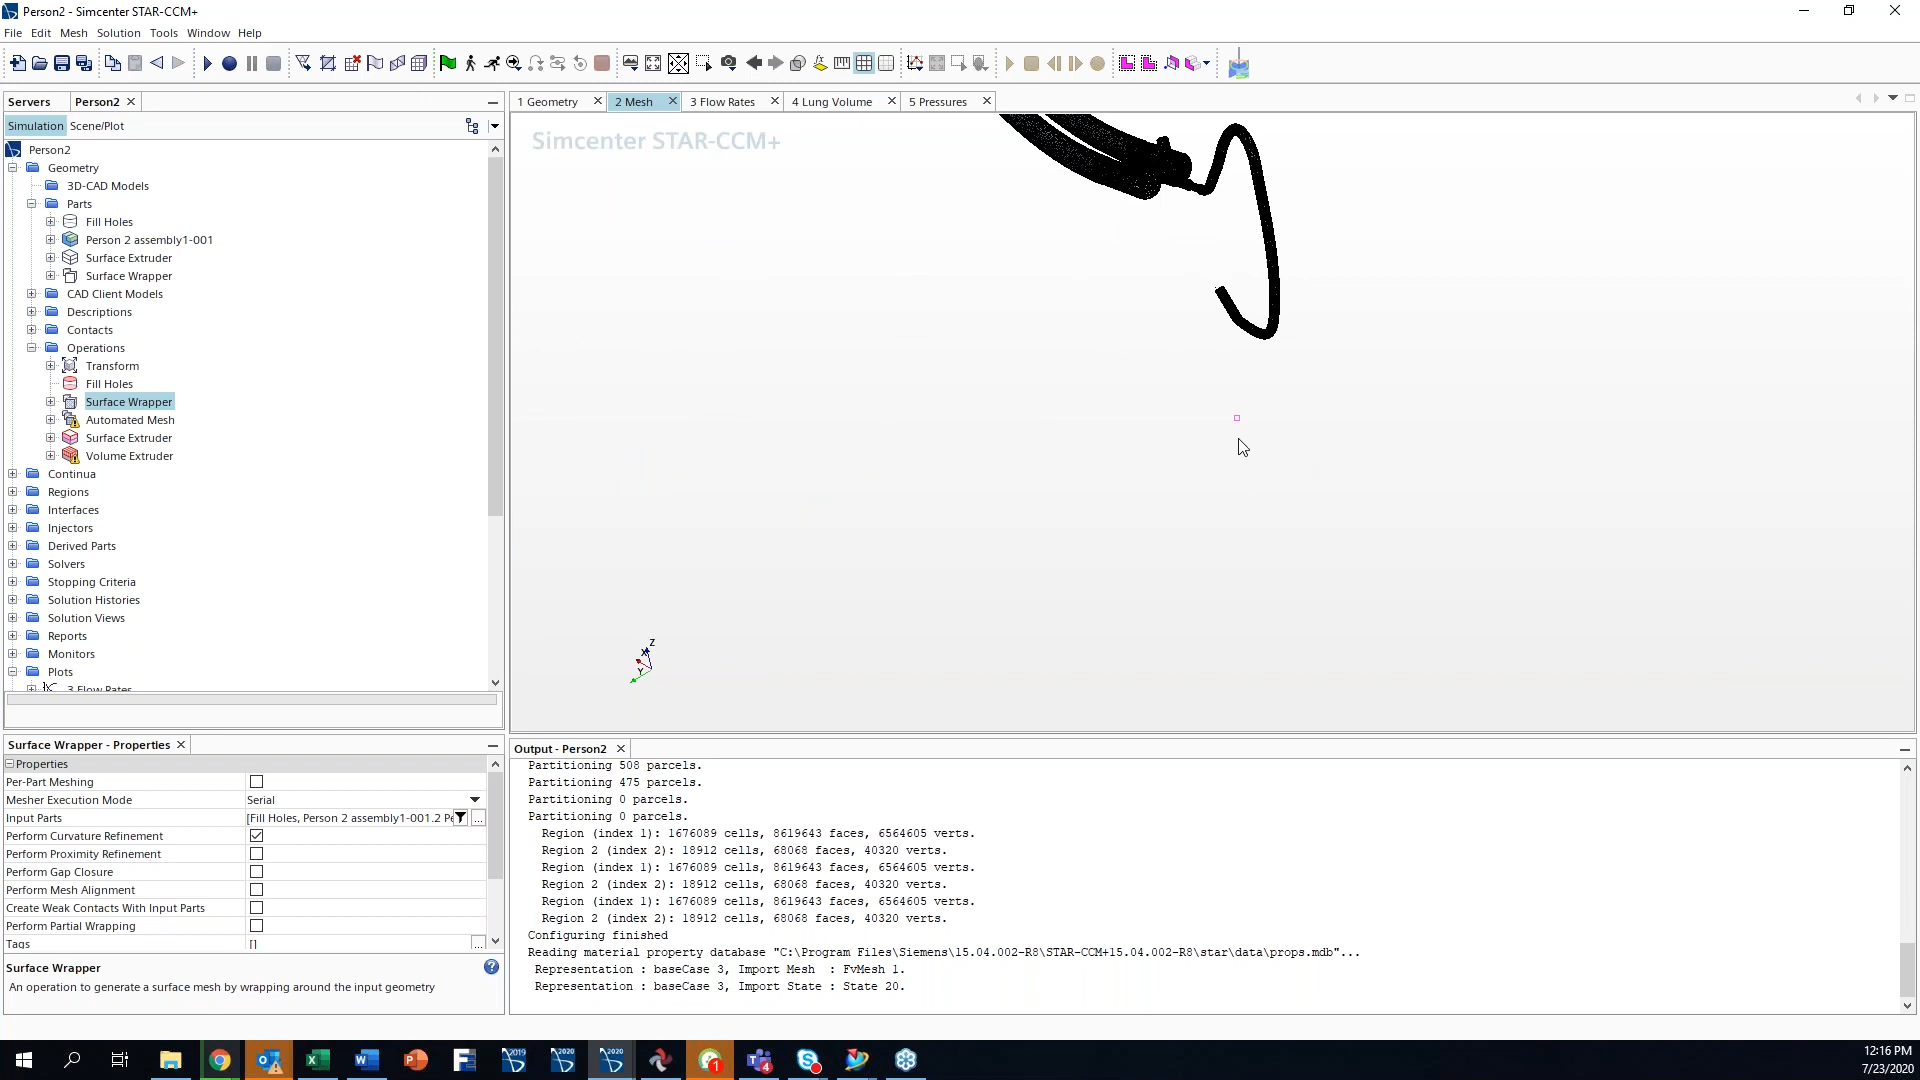 Person2 - Simcenter STAR-CCM+
File Edit Mesh Solution Tools Window Help
Servers Person2
Simulation Scene/Plot
Person2
Geometry
3D-CAD Models
Parts
Fill Holes
Person 2 assembly1-001
Surface Extruder
Surface Wrapper
CAD Client Models
Descriptions
Contacts
Operations
Transform
Fill Holes
Surface Wrapper
Automated Mesh
Surface Extruder
Volume Extruder
Continua
Regions
Interfaces
Injectors
Derived Parts
Solvers
Stopping Criteria
Solution Histories
Solution Views
Reports
Monitors
Plots
3 Flow Rates
Surface Wrapper - Properties
Properties
Per-Part Meshing
Mesher Execution Mode Serial
Input Parts [Fill Holes, Person 2 assembly1-001.2 Pe
Perform Curvature Refinement
Perform Proximity Refinement
Perform Gap Closure
Perform Mesh Alignment
Create Weak Contacts With Input Parts
Perform Partial Wrapping
Tags []
Surface Wrapper
An operation to generate a surface mesh by wrapping around the input geometry
1 Geometry 2 Mesh 3 Flow Rates 4 Lung Volume 5 Pressures
Simcenter STAR-CCM+
Z
X
Y
Output - Person2
Partitioning 508 parcels.
Partitioning 475 parcels.
Partitioning 0 parcels.
Partitioning 0 parcels.
Region (index 1): 1676089 cells, 8619643 faces, 6564605 verts.
Region 2 (index 2): 18912 cells, 68068 faces, 40320 verts.
Region (index 1): 1676089 cells, 8619643 faces, 6564605 verts.
Region 2 (index 2): 18912 cells, 68068 faces, 40320 verts.
Region (index 1): 1676089 cells, 8619643 faces, 6564605 verts.
Region 2 (index 2): 18912 cells, 68068 faces, 40320 verts.
Configuring finished
Reading material property database "C:\Program Files\Siemens\15.04.002-R8\STAR-CCM+15.04.002-R8\star\data\props.mdb"...
Representation : baseCase 3, Import Mesh : FvMesh 1.
Representation : baseCase 3, Import State : State 20.
2019
2020
2020
1
4
12:16 PM
7/23/2020